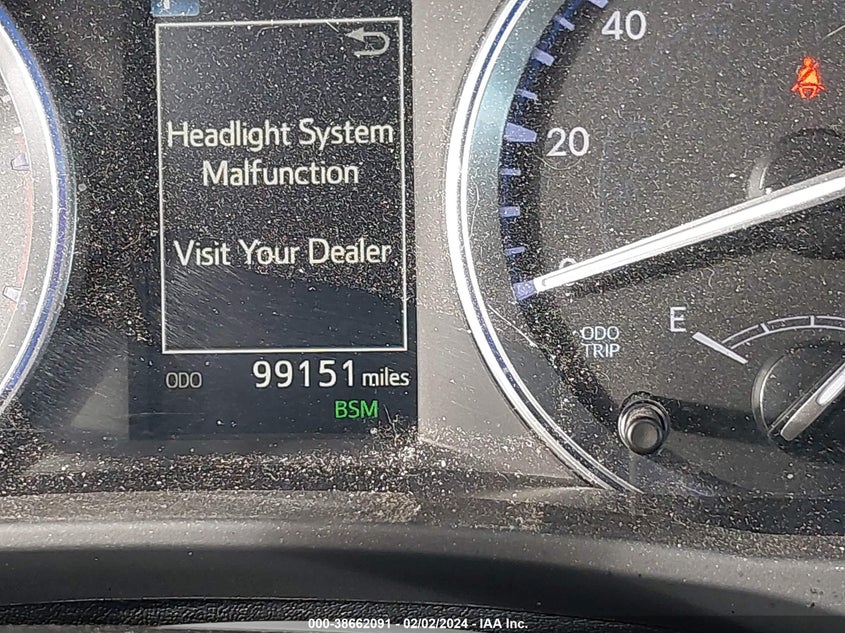 Headlight System
Malfunction
Visit Your Dealer
ODO 99151 miles
BSM
40
20
0
E
ODO
TRIP
000-38662091 - 02/02/2024 - IAA Inc.